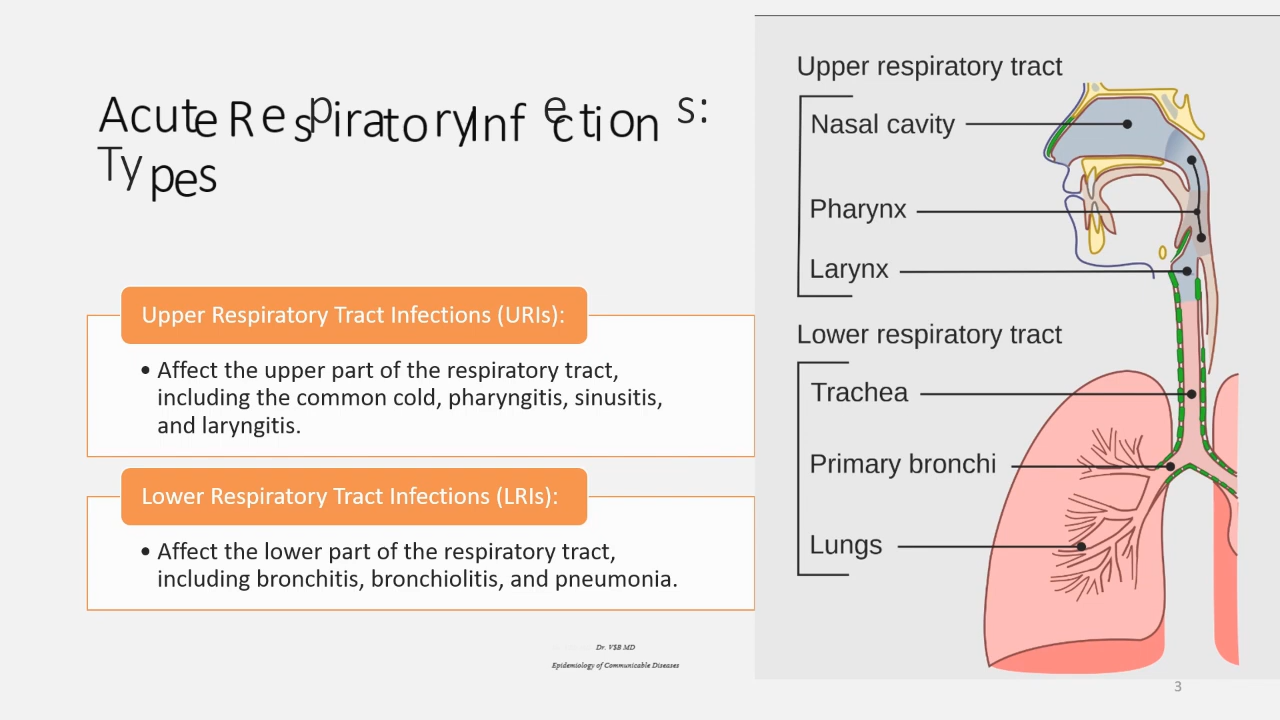 Acute Respiratory Infections:
Types
Upper Respiratory Tract Infections (URIs):
• Affect the upper part of the respiratory tract,
including the common cold, pharyngitis, sinusitis,
and laryngitis.
Lower Respiratory Tract Infections (LRIs):
• Affect the lower part of the respiratory tract,
including bronchitis, bronchiolitis, and pneumonia.
Dr. VSB MD
Epidemiology of Communicable Diseases
Upper respiratory tract
Nasal cavity
Pharynx
Larynx
Lower respiratory tract
Trachea
Primary bronchi
Lungs
3